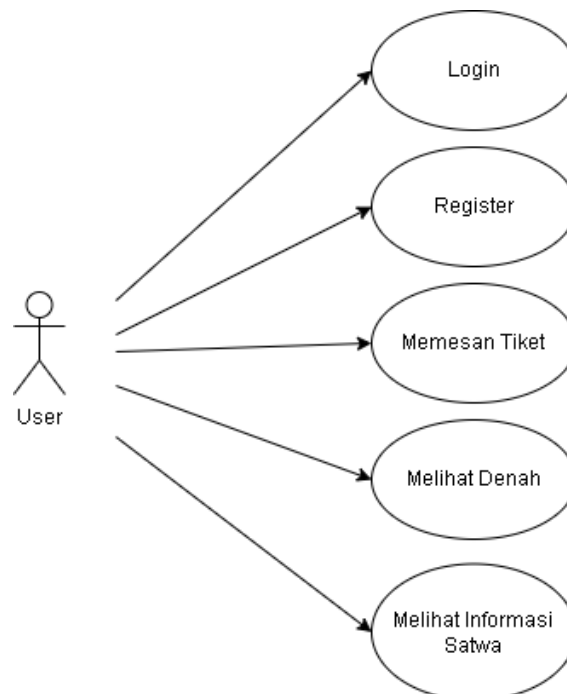 Login
Register
Memesan Tiket
User
Melihat Denah
Melihat Informasi
Satwa